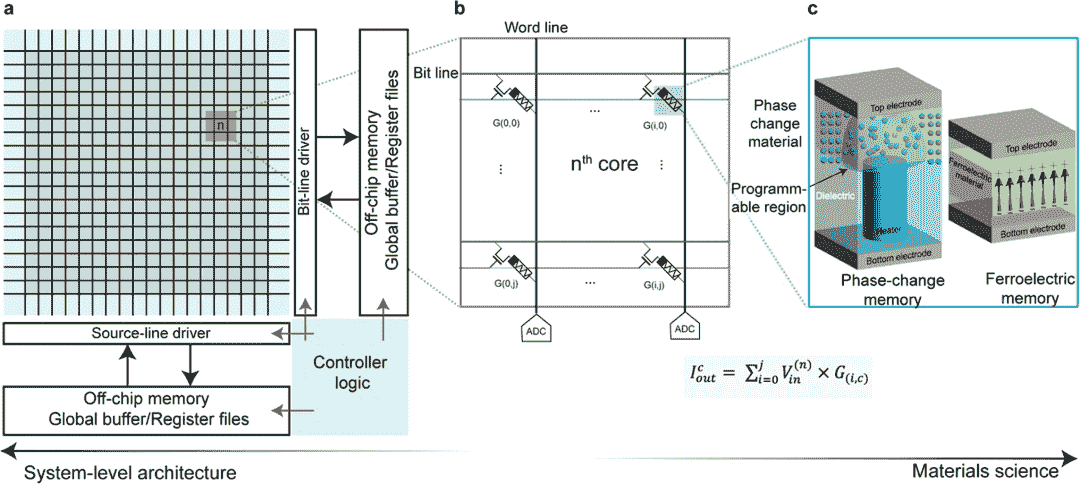 a
n
Bit-line driver
Off-chip memory
Global buffer/Register files
Source-line driver
Off-chip memory
Global buffer/Register files
Controller
logic
b
Word line
Bit line
G(0,0)
...
G(i,0)
nth core
G(0,j)
...
G(i,j)
ADC
ADC
I^c_out = ∑^j_{i=0} V^(n)_in × G_(i,c)
c
Phase
change
material
Programm-
able region
Top electrode
Dielectric
Heater
Bottom electrode
Phase-change
memory
Top electrode
Ferroelectric
material
Bottom electrode
Ferroelectric
memory
System-level architecture
Materials science